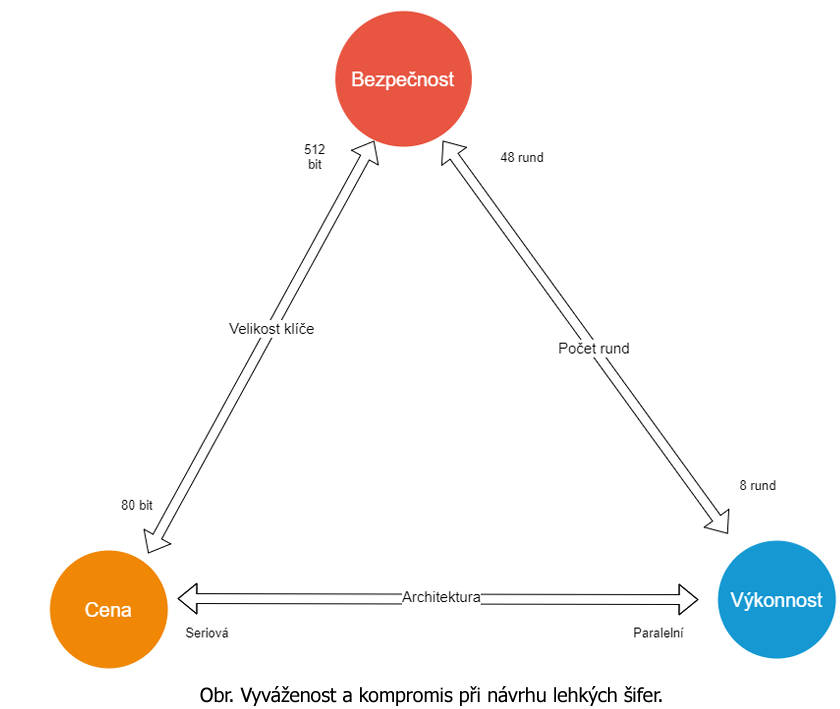 Bezpečnost
512
bit
48 rund
Velikost klíče
Počet rund
80 bit
8 rund
Cena
Architektura
Výkonnost
Seriová
Paralelní
Obr. Vyváženost a kompromis při návrhu lehkých šifer.